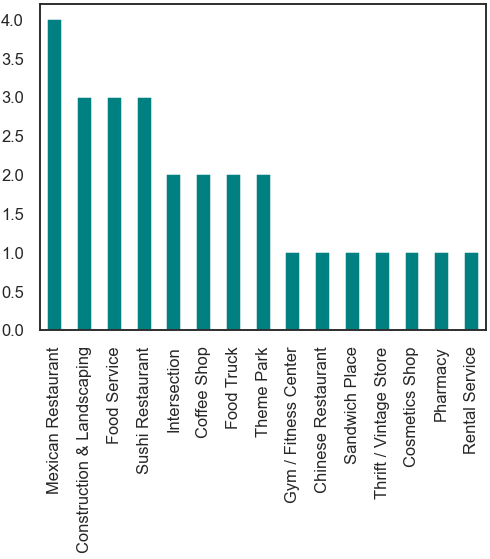 4.0
3.5
3.0
2.5
2.0
1.5
1.0
0.5
0.0
Mexican Restaurant
Construction & Landscaping
Food Service
Sushi Restaurant
Intersection
Coffee Shop
Food Truck
Theme Park
Gym / Fitness Center
Chinese Restaurant
Sandwich Place
Thrift / Vintage Store
Cosmetics Shop
Pharmacy
Rental Service